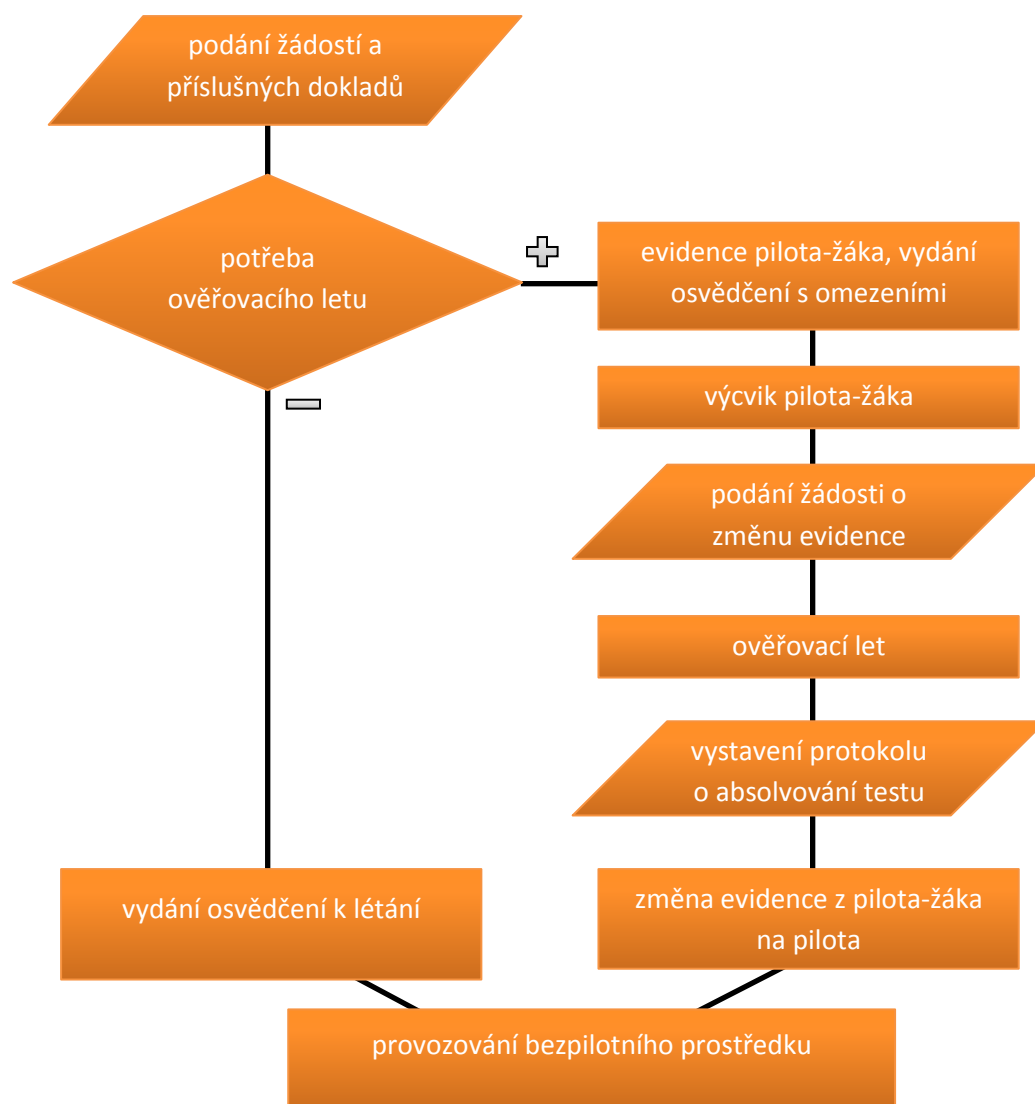 podání žádostí a
příslušných dokladů
potřeba
ověřovacího letu
evidence pilota-žáka, vydání
osvědčení s omezeními
výcvik pilota-žáka
podání žádosti o
změnu evidence
ověřovací let
vystavení protokolu
o absolvování testu
vydání osvědčení k létání
změna evidence z pilota-žáka
na pilota
provozování bezpilotního prostředku